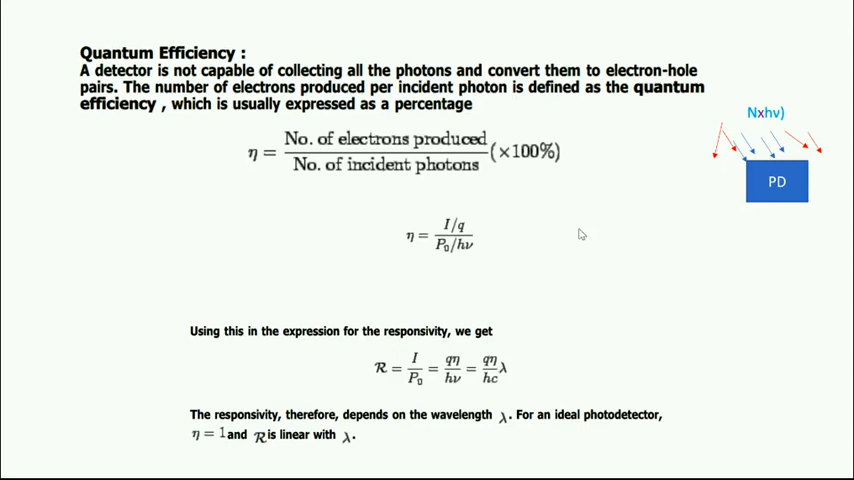 Quantum Efficiency :
A detector is not capable of collecting all the photons and convert them to electron-hole
pairs. The number of electrons produced per incident photon is defined as the quantum
efficiency , which is usually expressed as a percentage
Nxhν)
PD
η = No. of electrons produced / No. of incident photons (×100%)
η = I/q / P₀/hν
Using this in the expression for the responsivity, we get
ℛ = I/P₀ = qη/hν = qη/hc λ
The responsivity, therefore, depends on the wavelength λ. For an ideal photodetector,
η = 1 and ℛ is linear with λ.